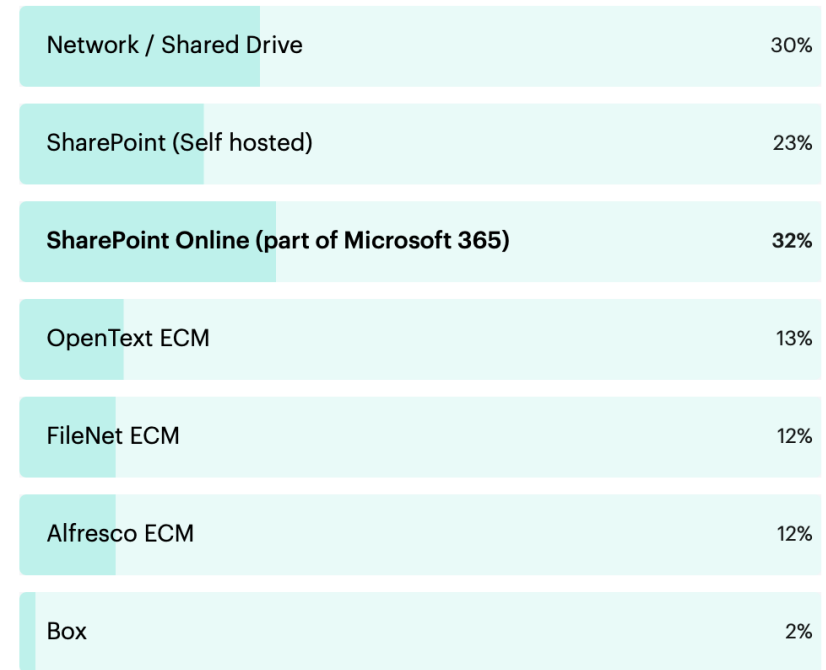 Network / Shared Drive 30%
SharePoint (Self hosted) 23%
SharePoint Online (part of Microsoft 365) 32%
OpenText ECM 13%
FileNet ECM 12%
Alfresco ECM 12%
Box 2%